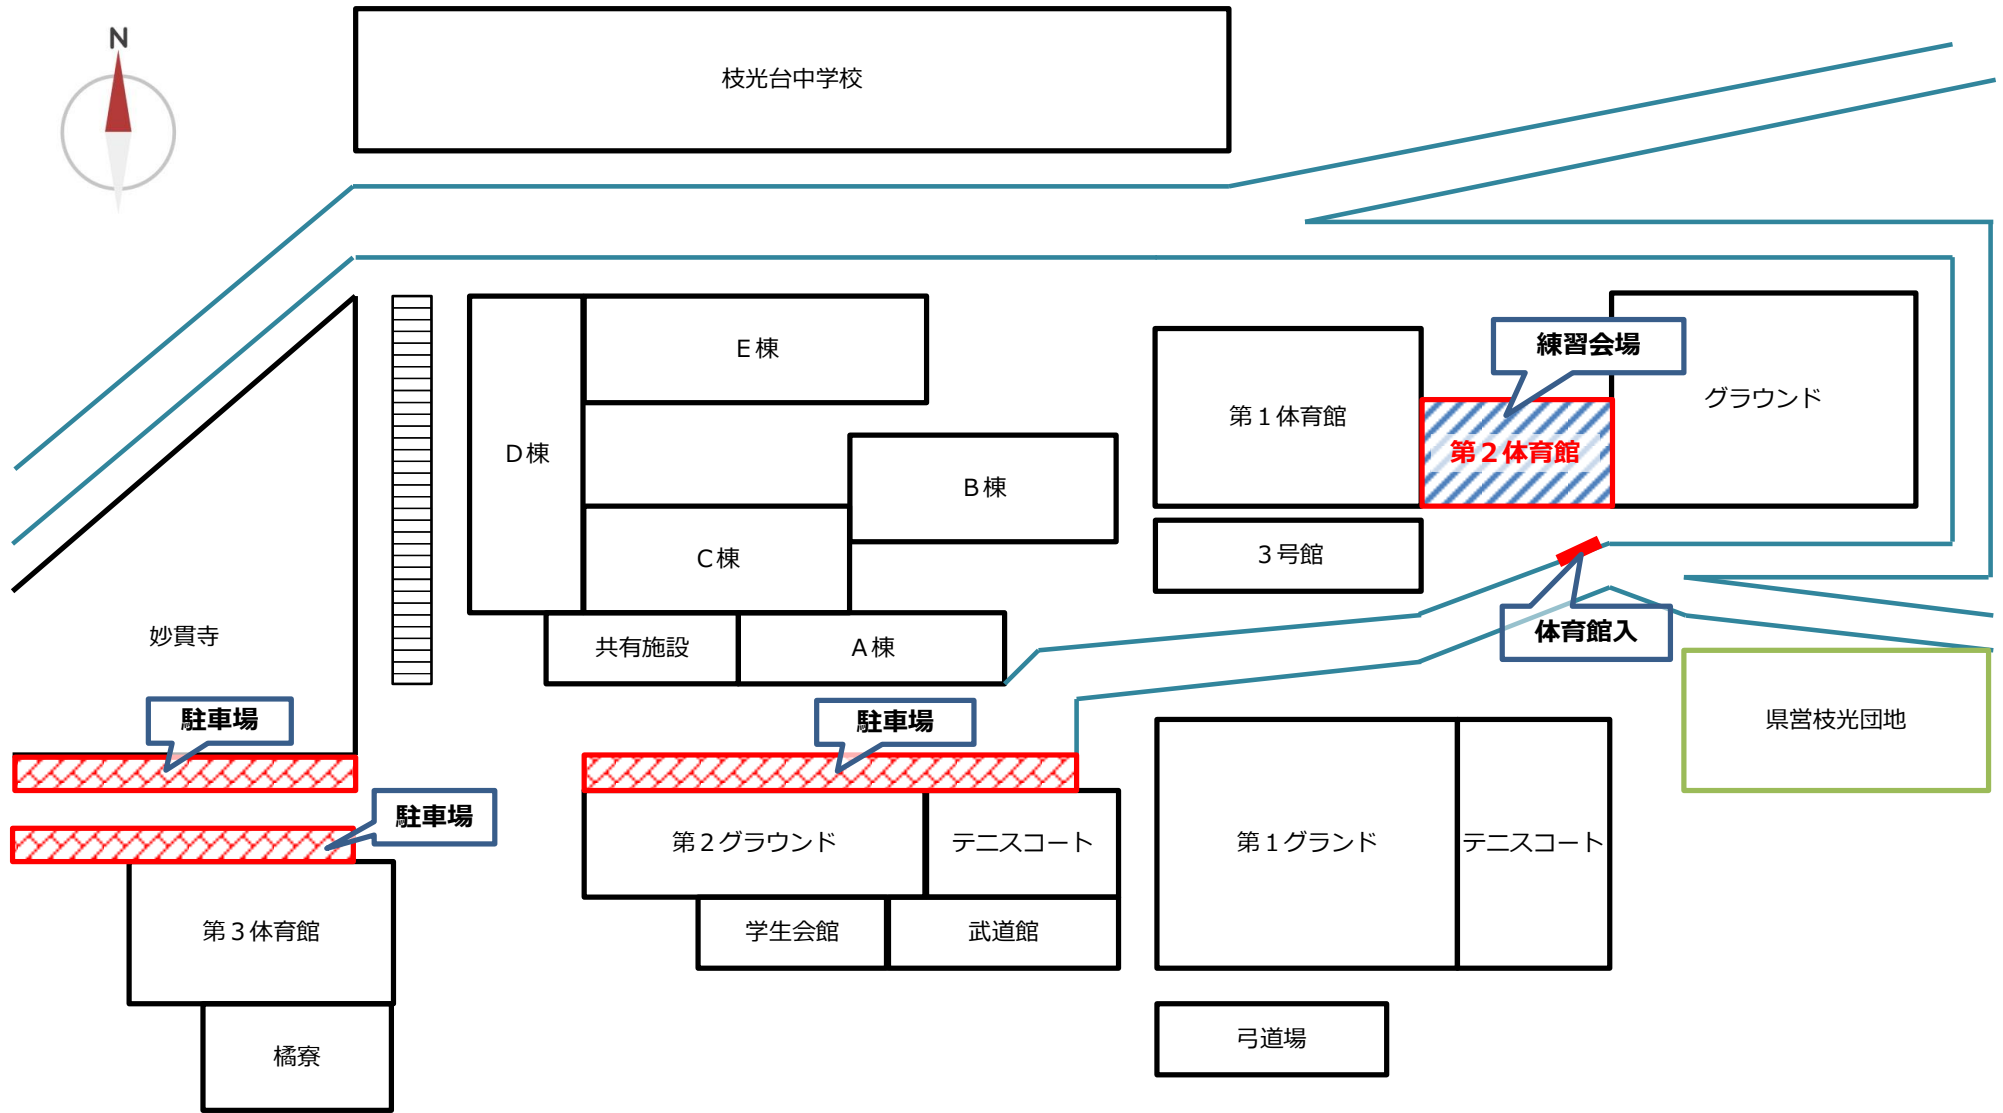 N
枝光台中学校
練習会場
E棟
グラウンド
第1体育館
D棟
第2体育館
B棟
C棟
3号館
妙貫寺
共有施設
A棟
体育館入
駐車場
駐車場
県営枝光団地
駐車場
第2グラウンド
テニスコート
第1グランド
テニスコート
第3体育館
学生会館
武道館
橘寮
弓道場